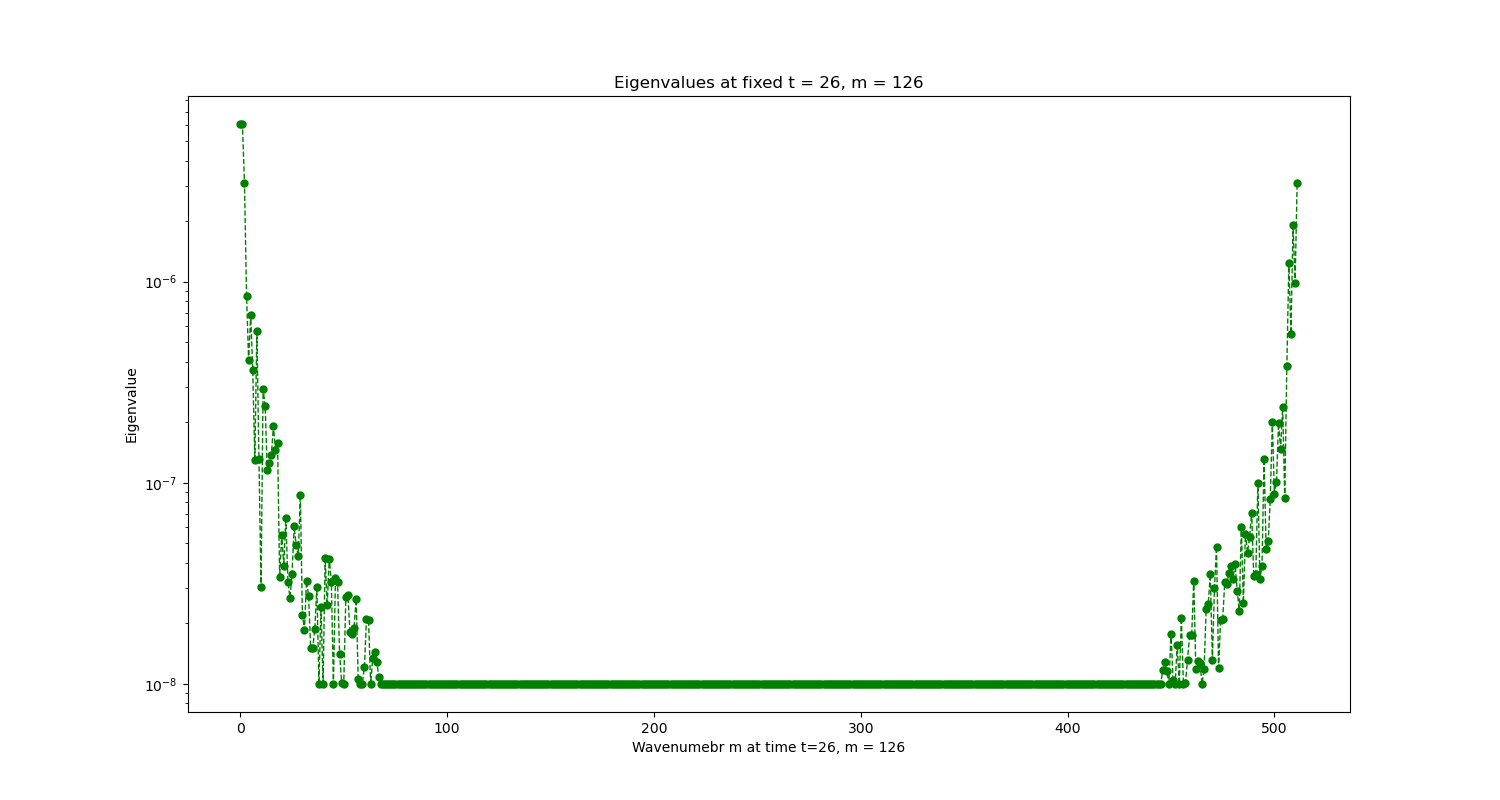 Eigenvalues at fixed t = 26, m = 126
Eigenvalue
10⁻⁶
10⁻⁷
10⁻⁸
0 100 200 300 400 500
Wavenumebr m at time t=26, m = 126